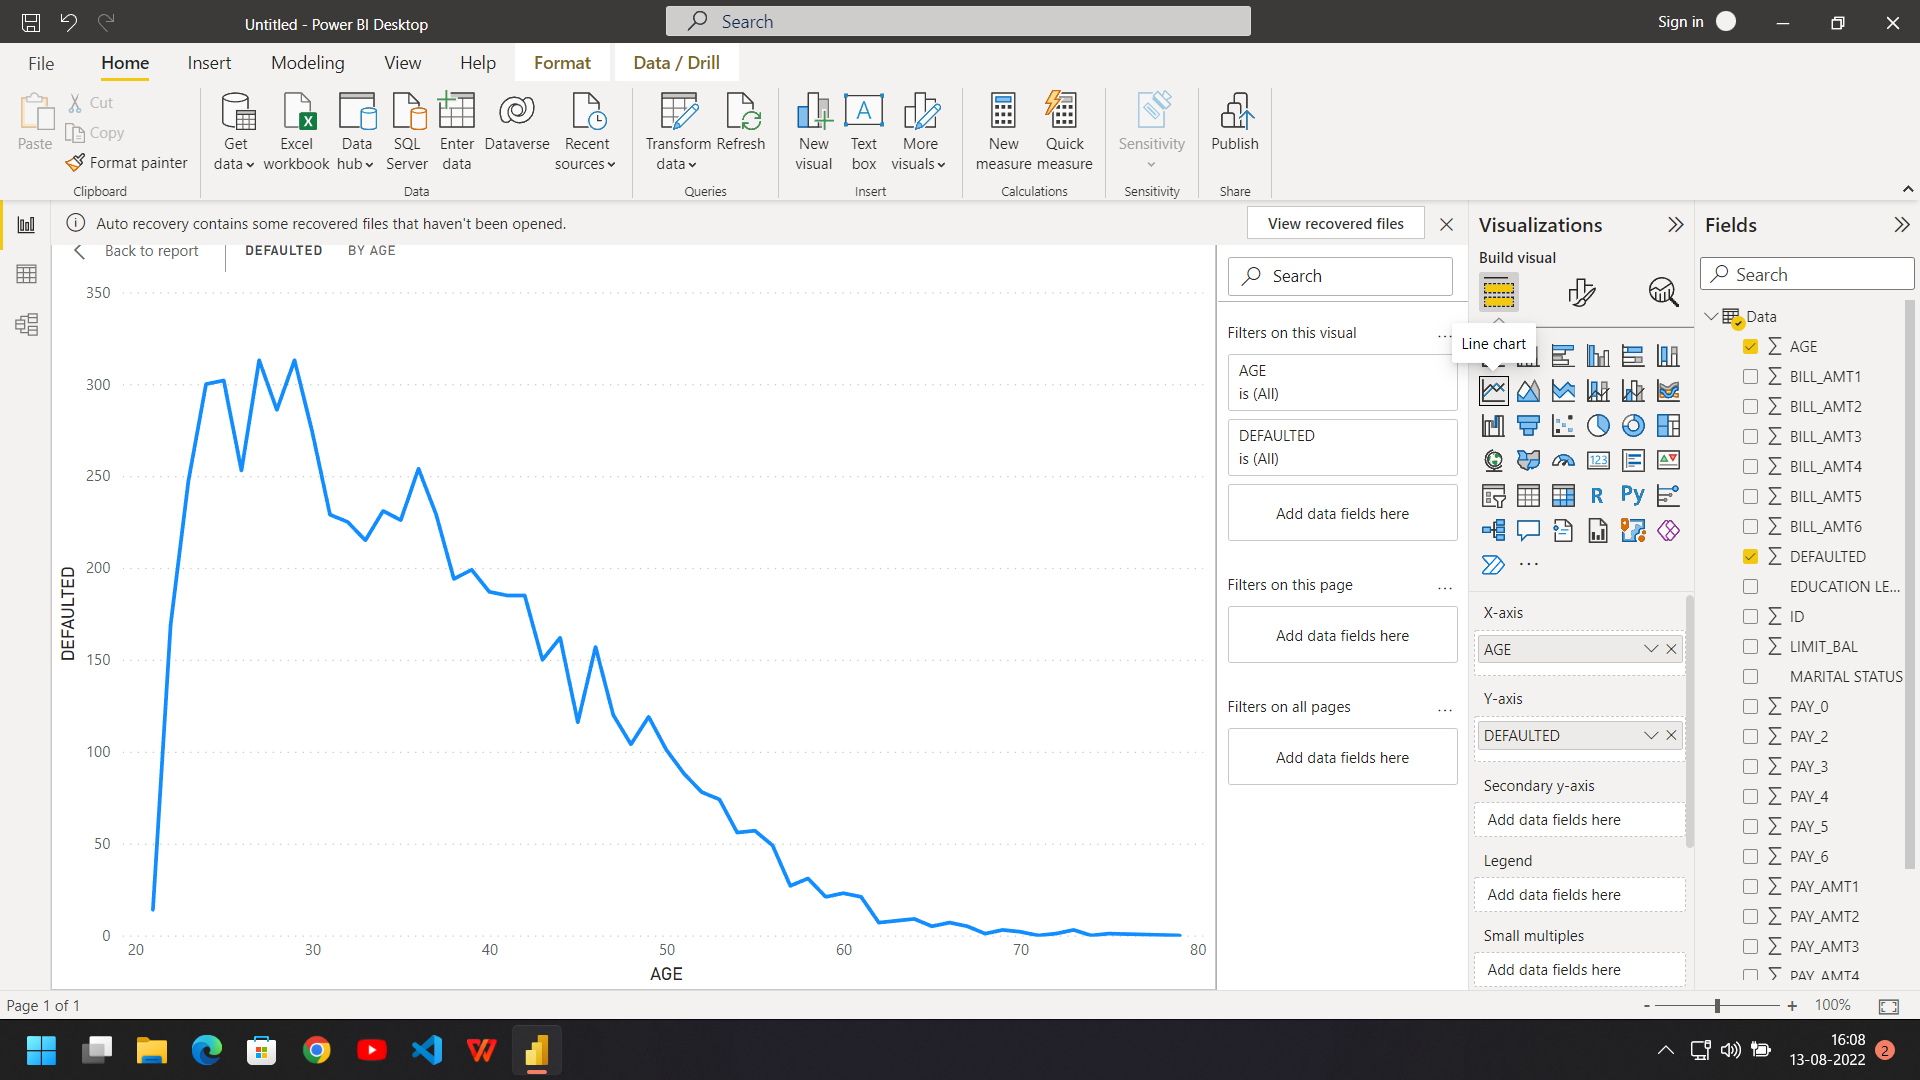 Untitled - Power BI Desktop
Search
Sign in
File
Home
Insert
Modeling
View
Help
Format
Data / Drill
Paste
Cut
Copy
Format painter
Clipboard
Get data
Excel workbook
Data hub
SQL Server
Enter data
Dataverse
Recent sources
Data
Transform data
Refresh
Queries
New visual
Text box
More visuals
Insert
New measure
Quick measure
Calculations
Sensitivity
Sensitivity
Publish
Share
Auto recovery contains some recovered files that haven't been opened.
View recovered files
Back to report
DEFAULTED
BY AGE
350
300
250
200
150
100
50
0
DEFAULTED
20
30
40
50
60
70
80
AGE
Search
Filters on this visual
...
AGE
is (All)
DEFAULTED
is (All)
Add data fields here
Filters on this page
...
Add data fields here
Filters on all pages
...
Add data fields here
Visualizations
Build visual
Line chart
123
R
Py
...
X-axis
AGE
Y-axis
DEFAULTED
Secondary y-axis
Add data fields here
Legend
Add data fields here
Small multiples
Add data fields here
Fields
Search
Data
AGE
BILL_AMT1
BILL_AMT2
BILL_AMT3
BILL_AMT4
BILL_AMT5
BILL_AMT6
DEFAULTED
EDUCATION LE...
ID
LIMIT_BAL
MARITAL STATUS
PAY_0
PAY_2
PAY_3
PAY_4
PAY_5
PAY_6
PAY_AMT1
PAY_AMT2
PAY_AMT3
PAY_AMT4
Page 1 of 1
- + 100%
16:08
13-08-2022
2